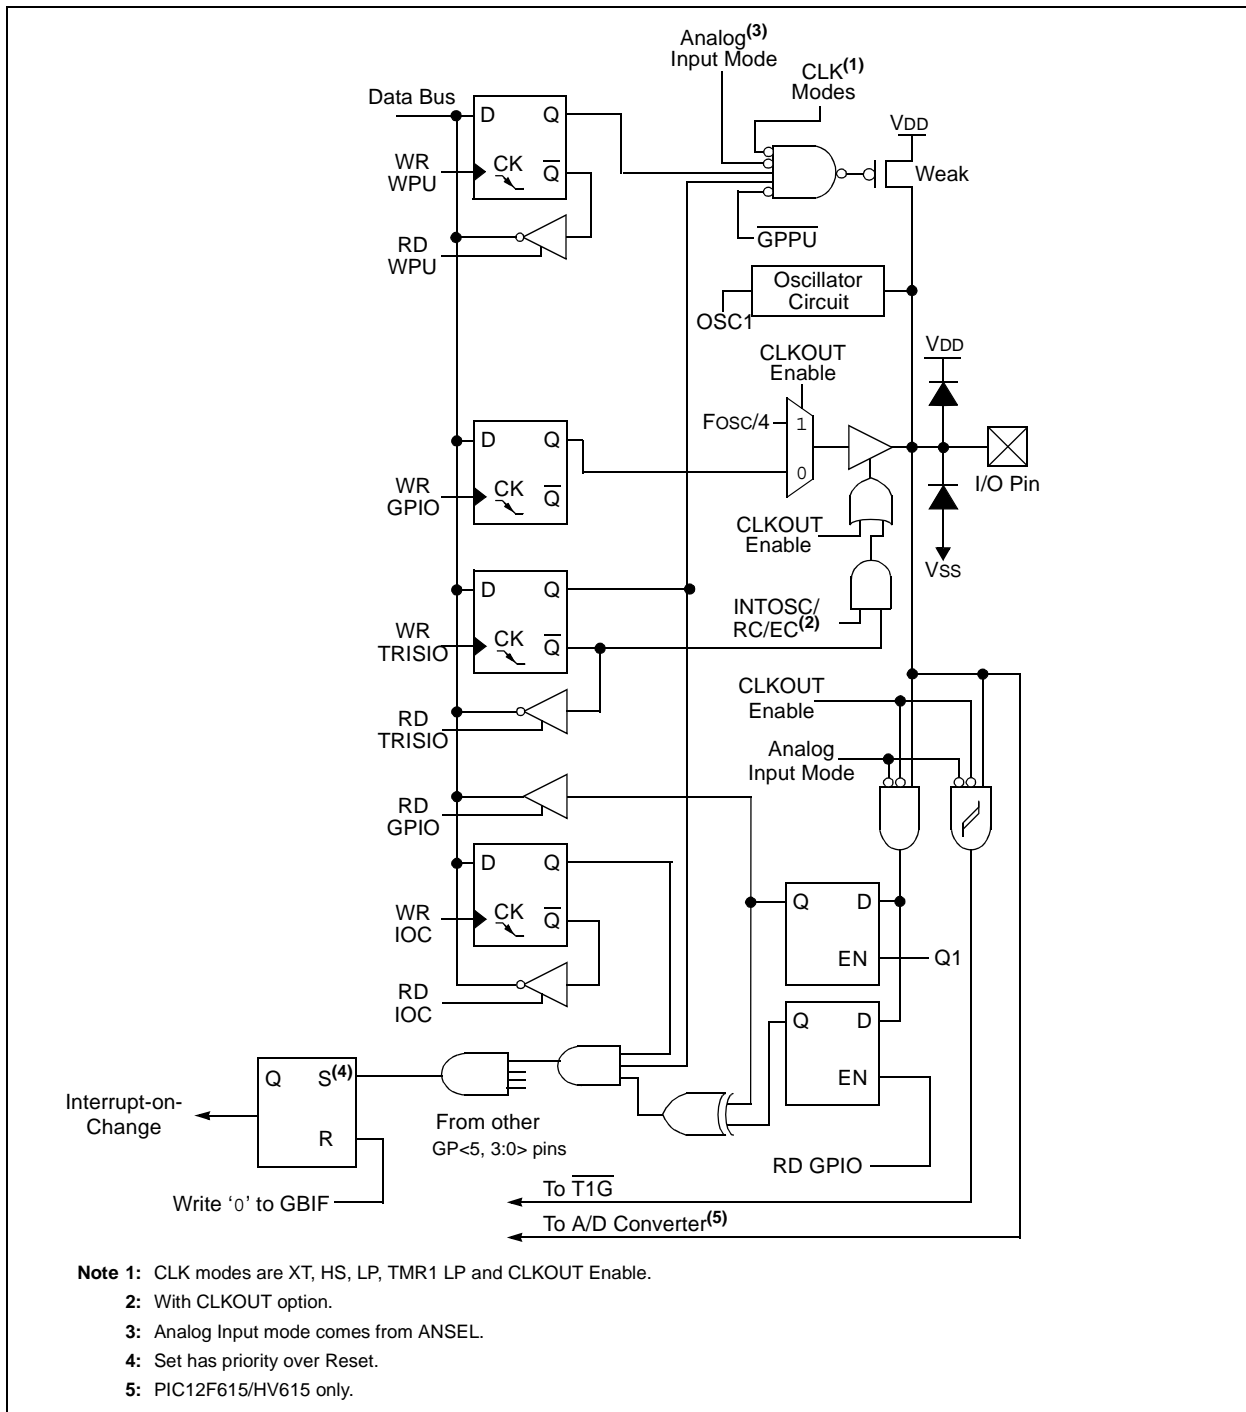 Analog(3)
Input Mode
CLK(1)
Modes
Data Bus
D
Q
VDD
WR
WPU
CK
Q
Weak
RD
WPU
GPPU
Oscillator
Circuit
OSC1
CLKOUT
Enable
VDD
FOSC/4
1
D
Q
0
WR
GPIO
CK
Q
I/O Pin
CLKOUT
Enable
VSS
D
Q
INTOSC/
RC/EC(2)
WR
TRISIO
CK
Q
CLKOUT
Enable
RD
TRISIO
Analog
Input Mode
RD
GPIO
D
Q
Q
D
WR
IOC
CK
Q
EN
Q1
RD
IOC
Q
D
EN
Q
S(4)
R
Interrupt-on-
Change
From other
GP<5, 3:0> pins
RD GPIO
Write ‘0’ to GBIF
To T1G
To A/D Converter(5)
Note 1: CLK modes are XT, HS, LP, TMR1 LP and CLKOUT Enable.
2: With CLKOUT option.
3: Analog Input mode comes from ANSEL.
4: Set has priority over Reset.
5: PIC12F615/HV615 only.